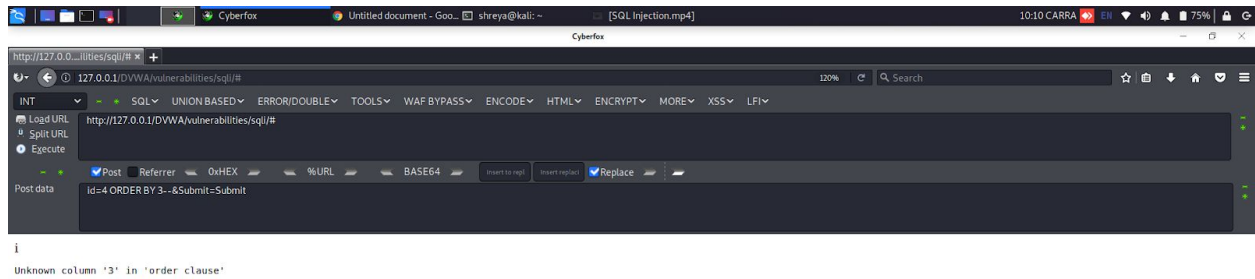 Cyberfox Untitled document - Goo... shreya@kali: ~ [SQL Injection.mp4] 10:10 CARRA EN 75%
Cyberfox
http://127.0.0....ilities/sqli/# × +
127.0.0.1/DVWA/vulnerabilities/sqli/# 120% Search
INT SQL UNION BASED ERROR/DOUBLE TOOLS WAF BYPASS ENCODE HTML ENCRYPT MORE XSS LFI
Load URL http://127.0.0.1/DVWA/vulnerabilities/sqli/#
Split URL
Execute
Post Referrer 0xHEX %URL BASE64 Insert to repl Insert replaci Replace
Post data id=4 ORDER BY 3--&Submit=Submit
i
Unknown column '3' in 'order clause'